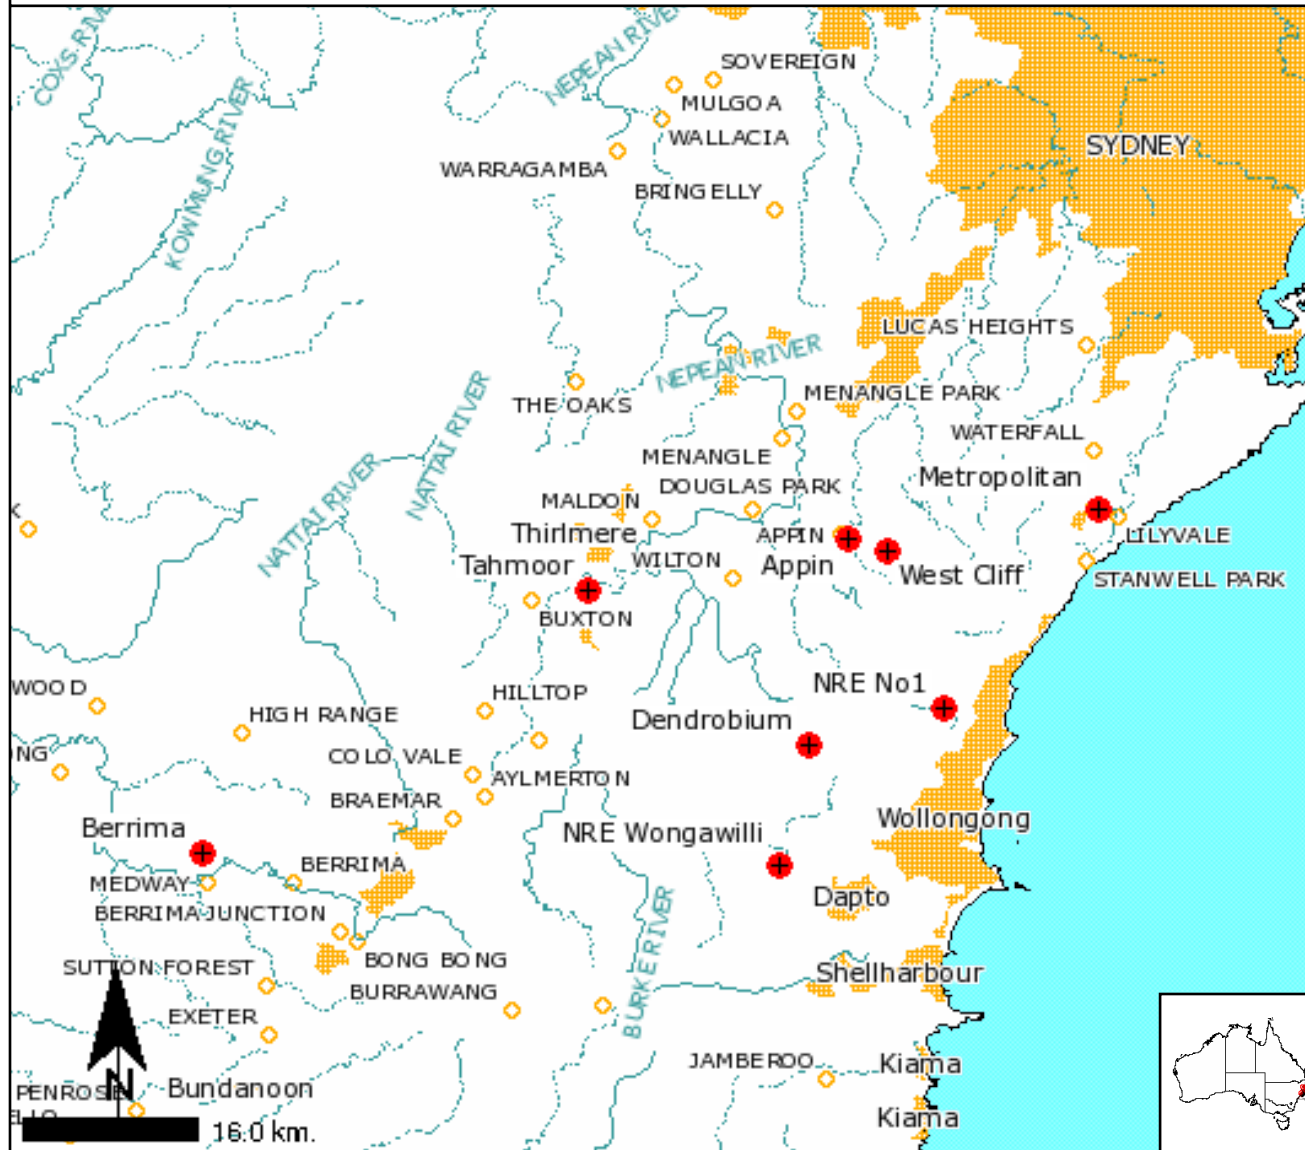 COXS RIVER
NEPEAN RIVER
SOVEREIGN
MULGOA
KOWMUNG RIVER
WALLACIA
SYDNEY
WARRAGAMBA
BRINGELLY
LUCAS HEIGHTS
NEPEAN RIVER
THE OAKS
MENANGLE PARK
NATTAI RIVER
WATERFALL
MENANGLE
Metropolitan
NATTAI RIVER
DOUGLAS PARK
MALDON
K
Thirlmere
APPIN
LILYVALE
WILTON
Tahmoor
Appin
West Cliff
STANWELL PARK
BUXTON
WOOD
HILLTOP
NRE No1
HIGH RANGE
Dendrobium
ONG
COLO VALE
AYLMERTON
BRAEMAR
Wollongong
Berrima
NRE Wongawilli
BERRIMA
MEDWAY
Dapto
BERRIMA JUNCTION
BURKE RIVER
BONG BONG
SUTTON FOREST
Shellharbour
BURRAWANG
EXETER
JAMBEROO
Kiama
N
PENROSE
Bundanoon
ELLO
Kiama
16.0 km.